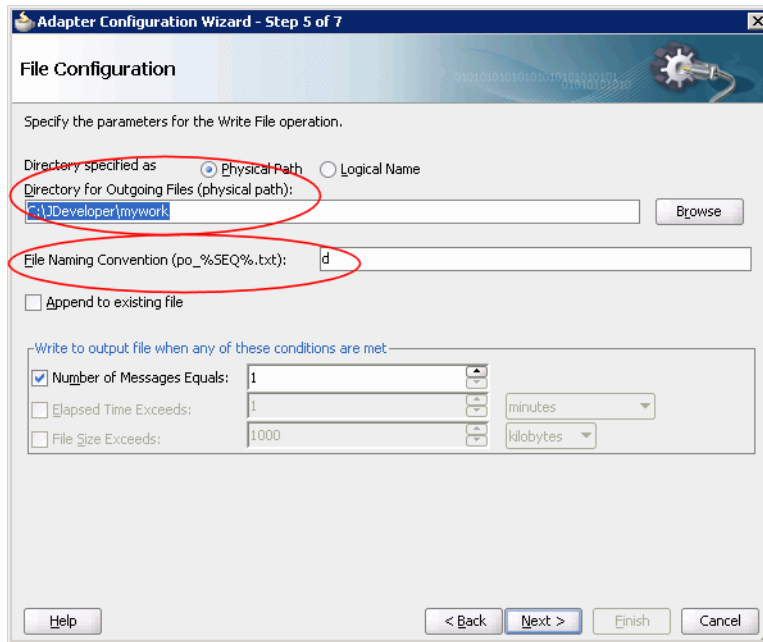 Adapter Configuration Wizard - Step 5 of 7
File Configuration
Specify the parameters for the Write File operation.
Directory specified as Physical Path Logical Name
Directory for Outgoing Files (physical path):
C:\JDeveloper\mywork Browse
File Naming Convention (po_%SEQ%.txt): d
Append to existing file
Write to output file when any of these conditions are met
Number of Messages Equals: 1
Elapsed Time Exceeds: 1 minutes
File Size Exceeds: 1000 kilobytes
Help < Back Next > Finish Cancel